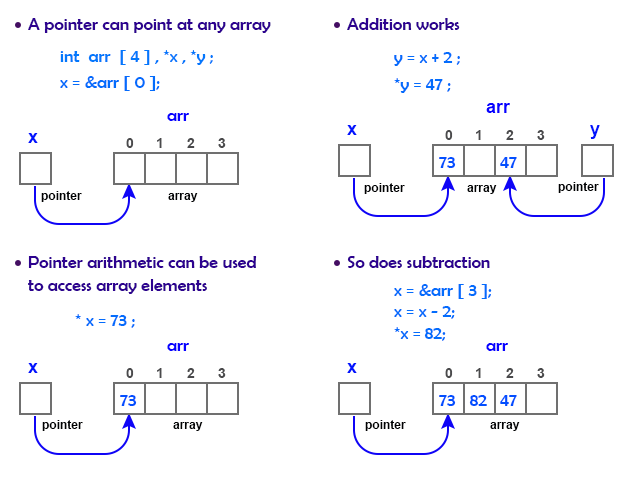 • A pointer can point at any array
int arr [ 4 ] , *x , *y ;
x = &arr [ 0 ];
arr
x
0 1 2 3
pointer
array
• Addition works
y = x + 2 ;
*y = 47 ;
arr
x
0 1 2 3
y
73 47
pointer
array
pointer
• Pointer arithmetic can be used
to access array elements
* x = 73 ;
arr
x
0 1 2 3
73
pointer
array
• So does subtraction
x = &arr [ 3 ];
x = x - 2;
*x = 82;
arr
x
0 1 2 3
73 82 47
pointer
array